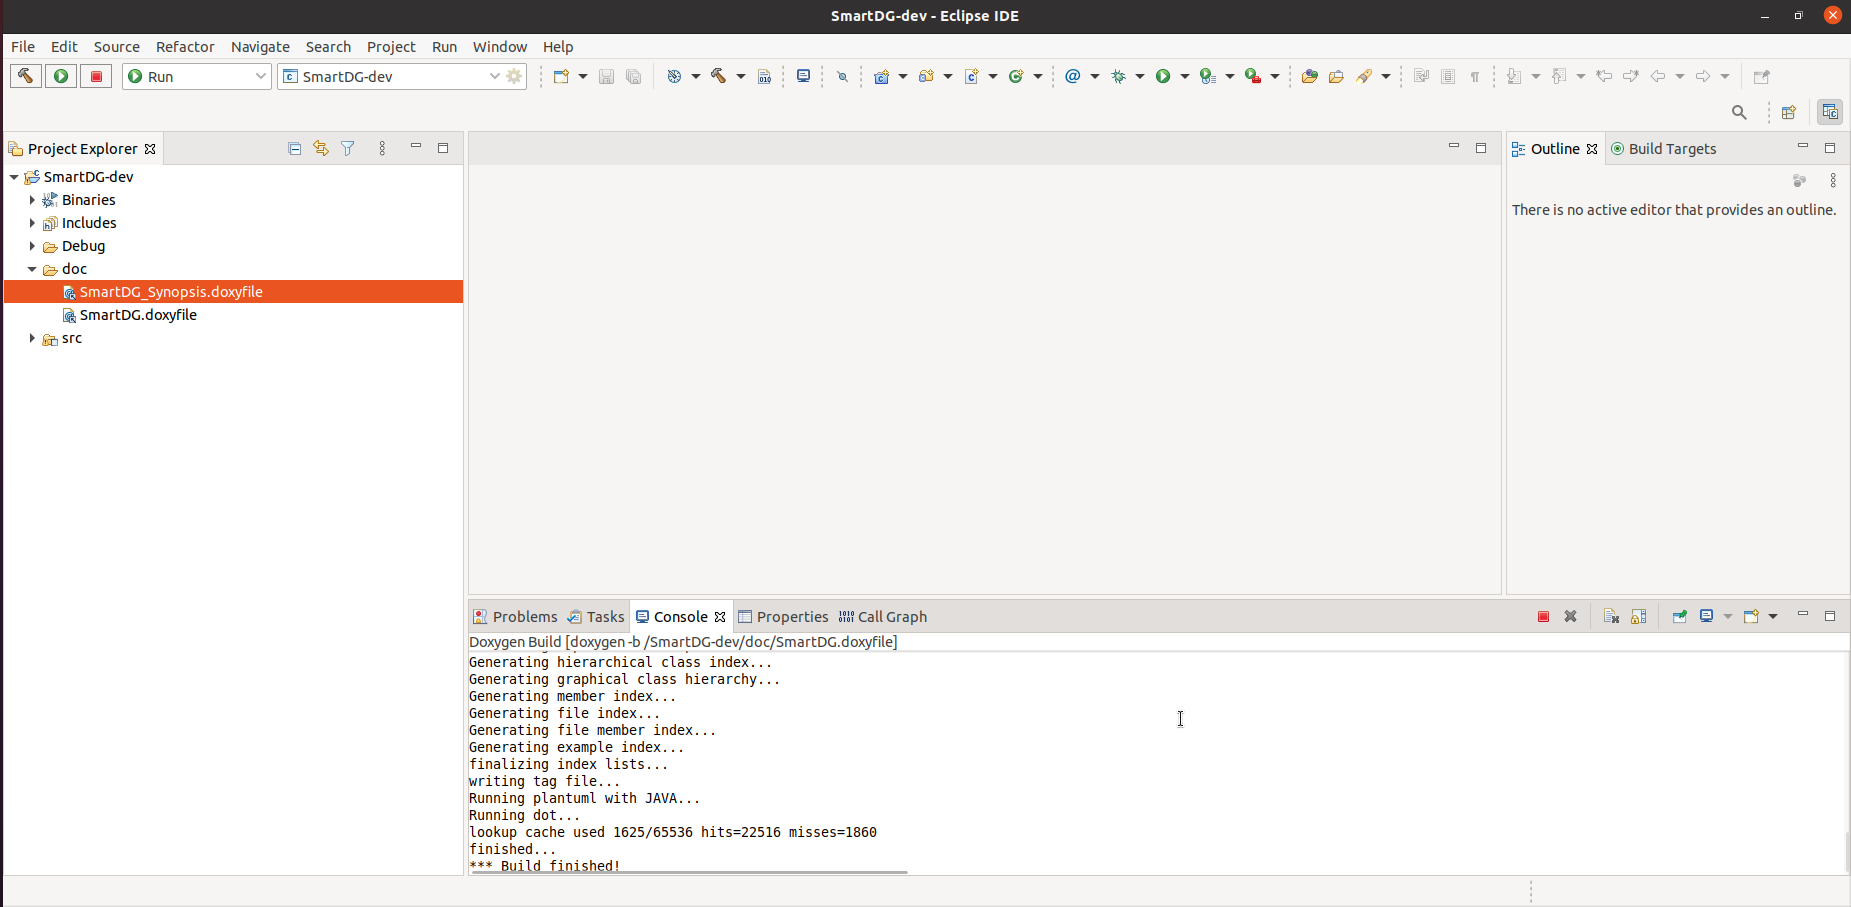 SmartDG-dev - Eclipse IDE
File Edit Source Refactor Navigate Search Project Run Window Help
Run SmartDG-dev
Project Explorer
SmartDG-dev
Binaries
Includes
Debug
doc
SmartDG_Synopsis.doxyfile
SmartDG.doxyfile
src
Outline Build Targets
There is no active editor that provides an outline.
Problems Tasks Console Properties Call Graph
Doxygen Build [doxygen -b /SmartDG-dev/doc/SmartDG.doxyfile]
Generating hierarchical class index...
Generating graphical class hierarchy...
Generating member index...
Generating file index...
Generating file member index...
Generating example index...
finalizing index lists...
writing tag file...
Running plantuml with JAVA...
Running dot...
lookup cache used 1625/65536 hits=22516 misses=1860
finished...
*** Build finished!